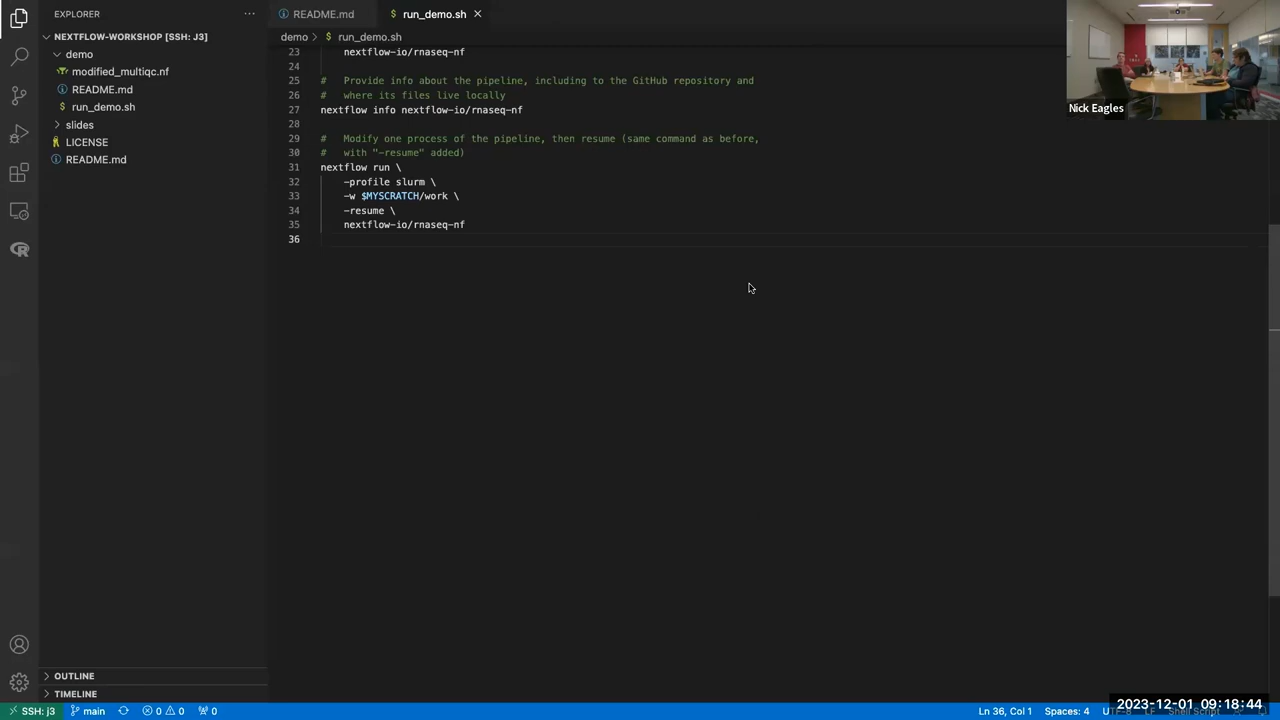 EXPLORER
···
README.md
$ run_demo.sh
NEXTFLOW-WORKSHOP [SSH: J3]
demo > $ run_demo.sh
demo
modified_multiqc.nf
README.md
$ run_demo.sh
slides
LICENSE
README.md
23 nextflow-io/rnaseq-nf
24
25 # Provide info about the pipeline, including to the GitHub repository and
26 # where its files live locally
27 nextflow info nextflow-io/rnaseq-nf
28
29 # Modify one process of the pipeline, then resume (same command as before,
30 # with "-resume" added)
31 nextflow run \
32 -profile slurm \
33 -w $MYSCRATCH/work \
34 -resume \
35 nextflow-io/rnaseq-nf
36
Nick Eagles
OUTLINE
TIMELINE
SSH: j3 main 0 0 0 Ln 36, Col 1 Spaces: 4 UTF-8 LF Shell Script
2023-12-01 09:18:44